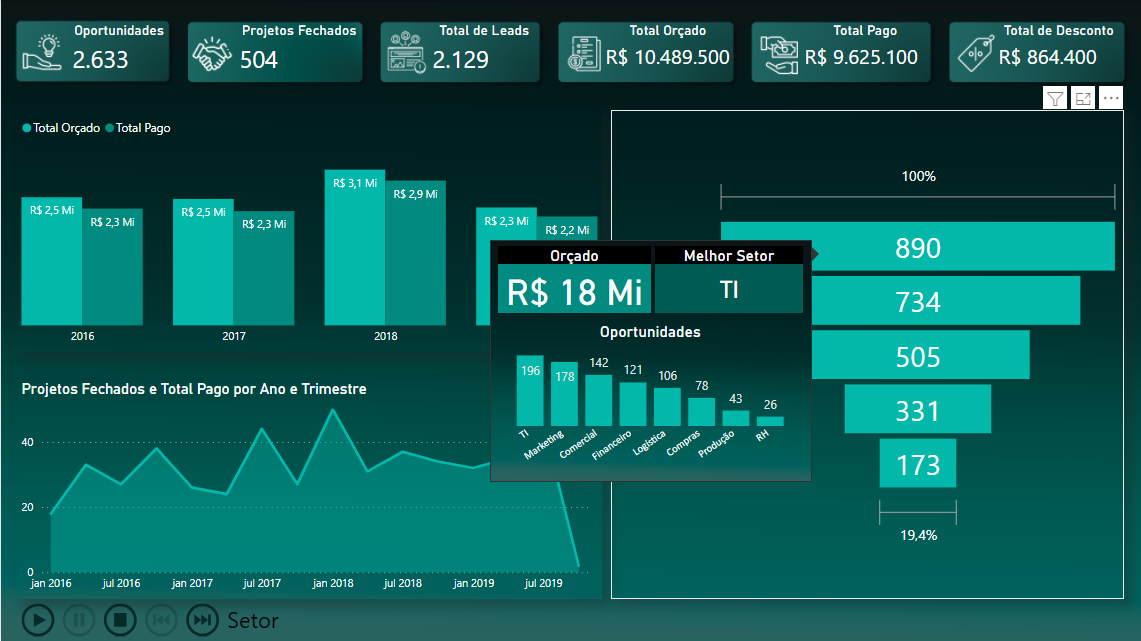 Oportunidades
2.633
Projetos Fechados
504
Total de Leads
2.129
Total Orçado
R$ 10.489.500
Total Pago
R$ 9.625.100
Total de Desconto
R$ 864.400
Total Orçado Total Pago
R$ 2,5 Mi
R$ 2,3 Mi
R$ 2,5 Mi
R$ 2,3 Mi
R$ 3,1 Mi
R$ 2,9 Mi
R$ 2,3 Mi
R$ 2,2 Mi
2016
2017
2018
Projetos Fechados e Total Pago por Ano e Trimestre
40
20
0
jan 2016
jul 2016
jan 2017
jul 2017
jan 2018
jul 2018
jan 2019
jul 2019
Orçado
R$ 18 Mi
Melhor Setor
TI
Oportunidades
196
178
142
121
106
78
43
26
TI
Marketing
Comercial
Financeiro
Logística
Compras
Produção
RH
100%
890
734
505
331
173
19,4%
Setor